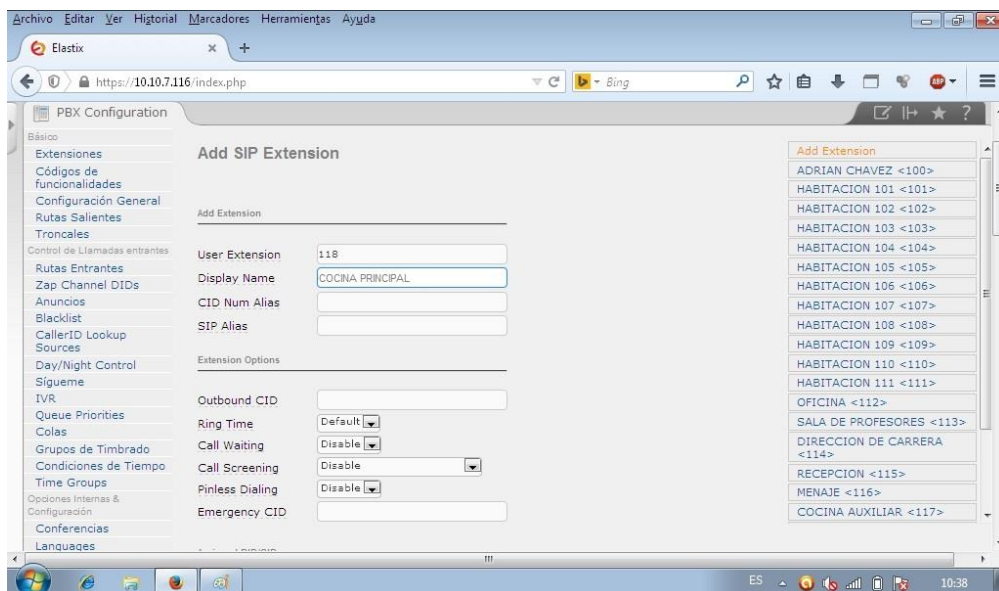 Archivo Editar Ver Historial Marcadores Herramientas Ayuda
Elastix
https://10.10.7.116/index.php
Bing
ABP
PBX Configuration
Básico
Extensiones
Códigos de
funcionalidades
Configuración General
Rutas Salientes
Troncales
Control de Llamadas entrantes
Rutas Entrantes
Zap Channel DIDs
Anuncios
Blacklist
CallerID Lookup
Sources
Day/Night Control
Sígueme
IVR
Queue Priorities
Colas
Grupos de Timbrado
Condiciones de Tiempo
Time Groups
Opciones Internas &
Configuración
Conferencias
Languages
Add SIP Extension
Add Extension
User Extension 118
Display Name COCINA PRINCIPAL
CID Num Alias
SIP Alias
Extension Options
Outbound CID
Ring Time Default
Call Waiting Disable
Call Screening Disable
Pinless Dialing Disable
Emergency CID
Add Extension
ADRIAN CHAVEZ <100>
HABITACION 101 <101>
HABITACION 102 <102>
HABITACION 103 <103>
HABITACION 104 <104>
HABITACION 105 <105>
HABITACION 106 <106>
HABITACION 107 <107>
HABITACION 108 <108>
HABITACION 109 <109>
HABITACION 110 <110>
HABITACION 111 <111>
OFICINA <112>
SALA DE PROFESORES <113>
DIRECCION DE CARRERA
<114>
RECEPCION <115>
MENAJE <116>
COCINA AUXILIAR <117>
ES
10:38